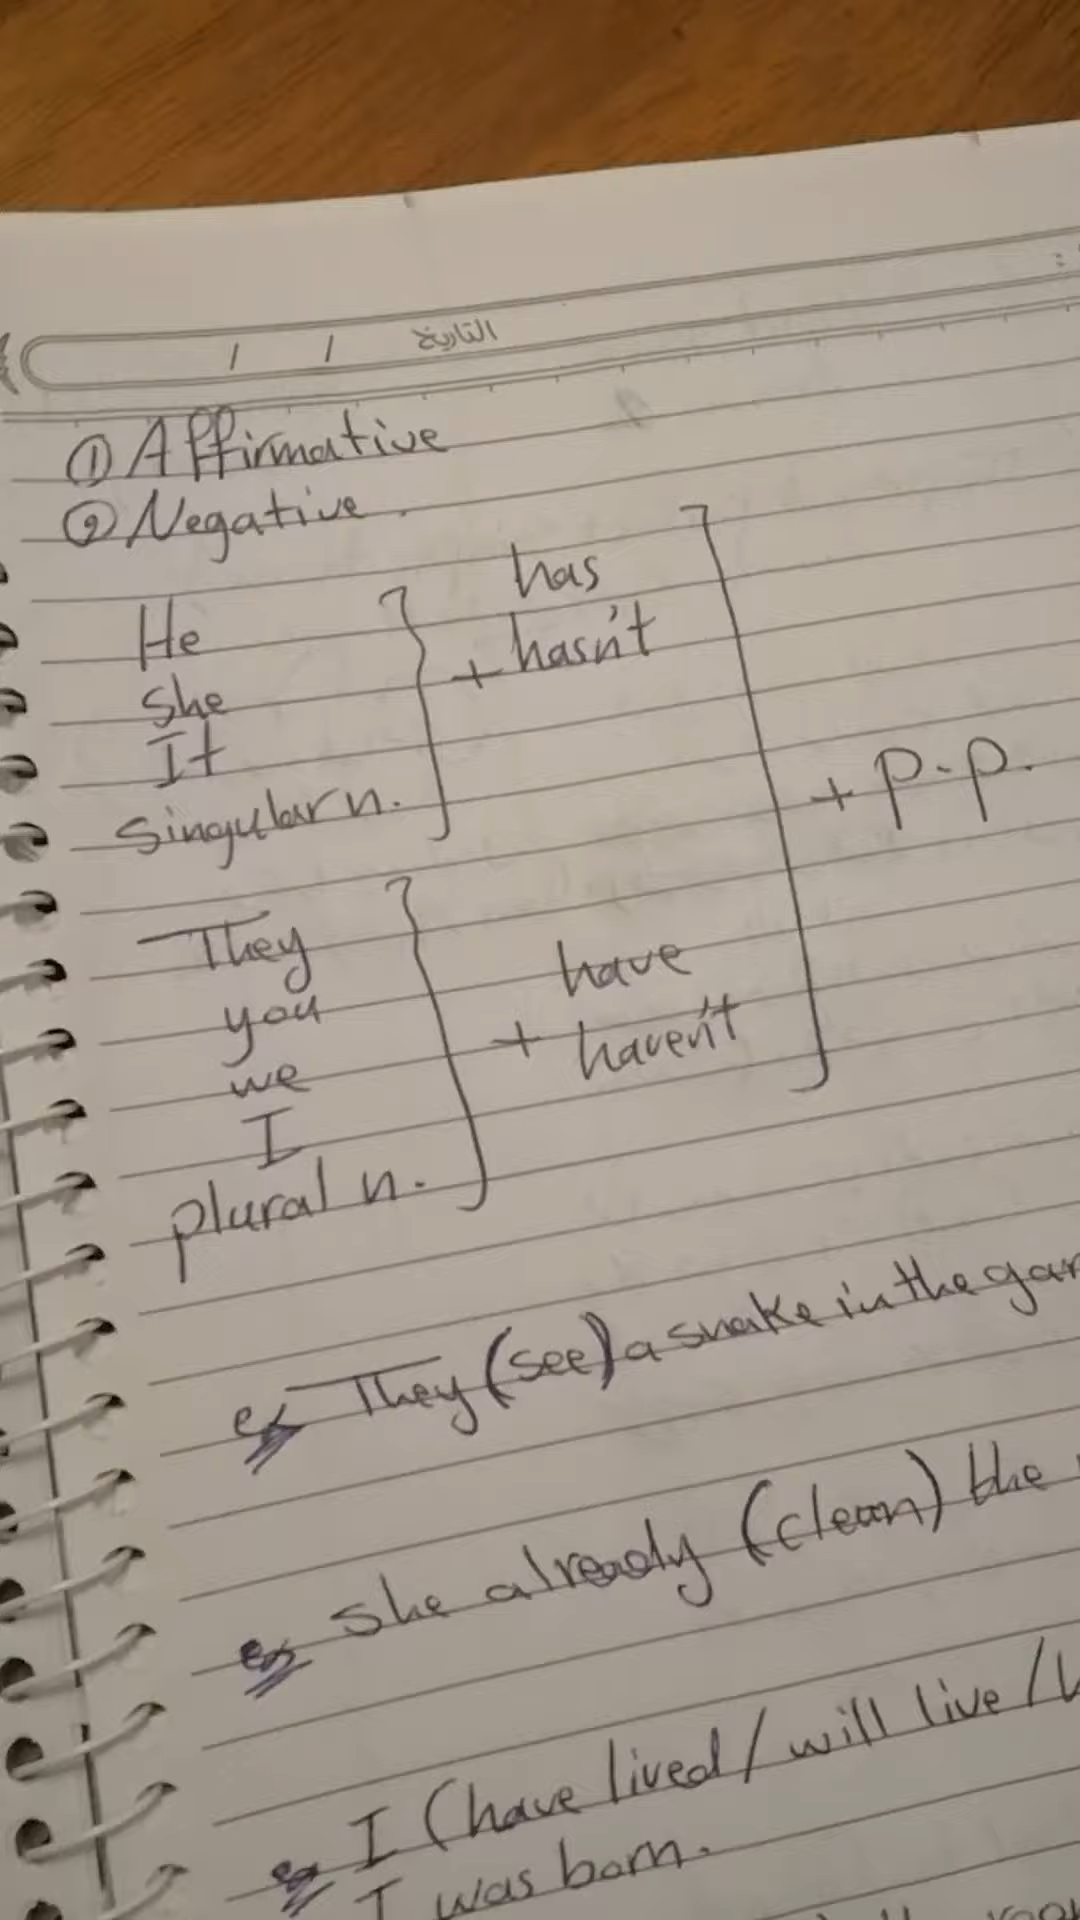 التاريخ / /
① Affirmative
② Negative.
has
He
+ hasn't
She
It
+ p.p.
singular n.
They
have
you
+ haven't
we
I
plural n.
ex They (see) a snake in the gar
ex she already (clean) the
ex I (have lived / will live /
I was born.